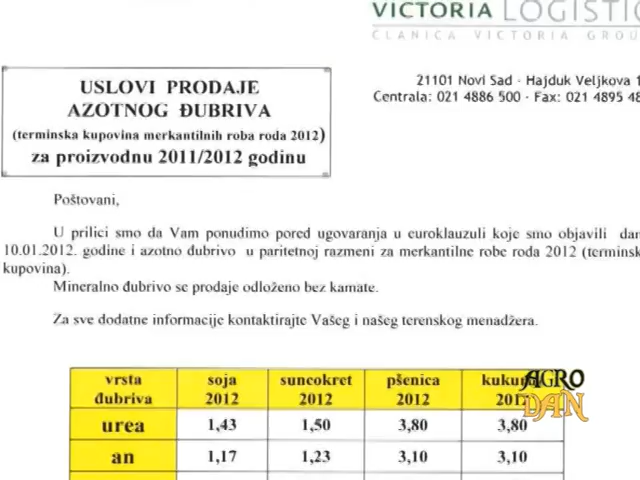 VICTORIA LOGISTIC
ČLANICA VICTORIA GROU
21101 Novi Sad · Hajduk Veljkova 1
Centrala: 021 4886 500 · Fax: 021 4895 48
USLOVI PRODAJE
AZOTNOG ĐUBRIVA
(terminska kupovina merkantilnih roba roda 2012)
za proizvodnu 2011/2012 godinu
Poštovani,
U prilici smo da Vam ponudimo pored ugovaranja u euroklauzuli koje smo objavili dan
10.01.2012. godine i azotno đubrivo u paritetnoj razmeni za merkantilne robe roda 2012 (terminsk
kupovina).
Mineralno đubrivo se prodaje odloženo bez kamate.
Za sve dodatne informacije kontaktirajte Vašeg i našeg terenskog menadžera.
vrsta đubriva soja 2012 suncokret 2012 pšenica 2012
urea 1,43 1,50 3,80 3,80
an 1,17 1,23 3,10 3,10
AGRO
DAN